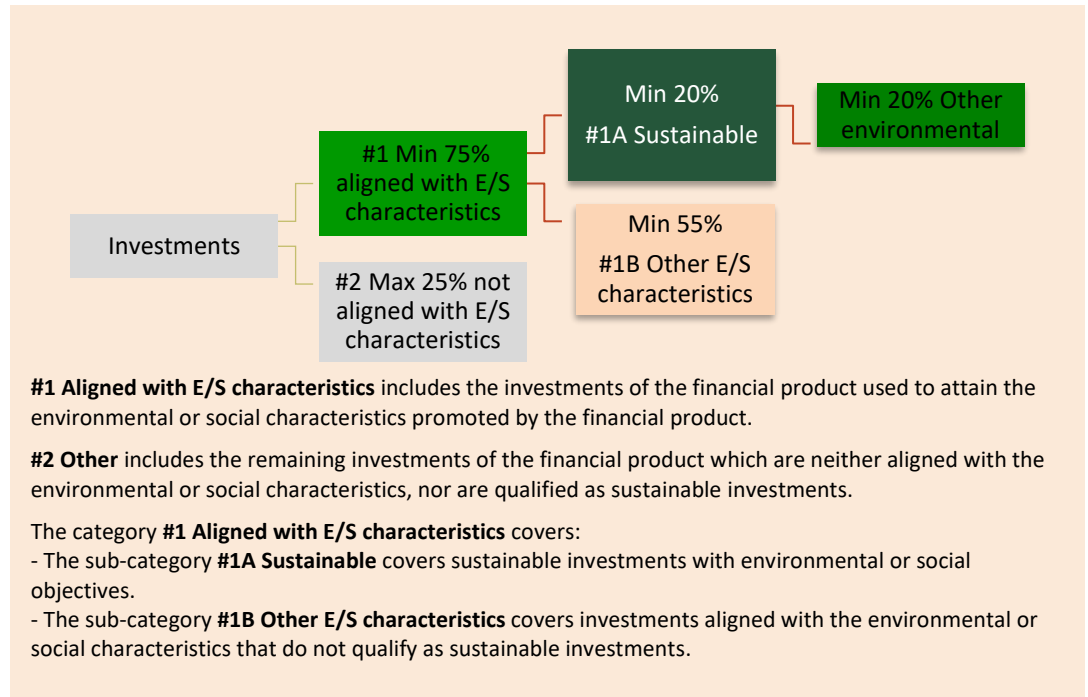 Investments
#1 Min 75%
aligned with E/S
characteristics
#2 Max 25% not
aligned with E/S
characteristics
Min 20%
#1A Sustainable
Min 55%
#1B Other E/S
characteristics
Min 20% Other
environmental
#1 Aligned with E/S characteristics includes the investments of the financial product used to attain the
environmental or social characteristics promoted by the financial product.
#2 Other includes the remaining investments of the financial product which are neither aligned with the
environmental or social characteristics, nor are qualified as sustainable investments.
The category #1 Aligned with E/S characteristics covers:
- The sub-category #1A Sustainable covers sustainable investments with environmental or social
objectives.
- The sub-category #1B Other E/S characteristics covers investments aligned with the environmental or
social characteristics that do not qualify as sustainable investments.